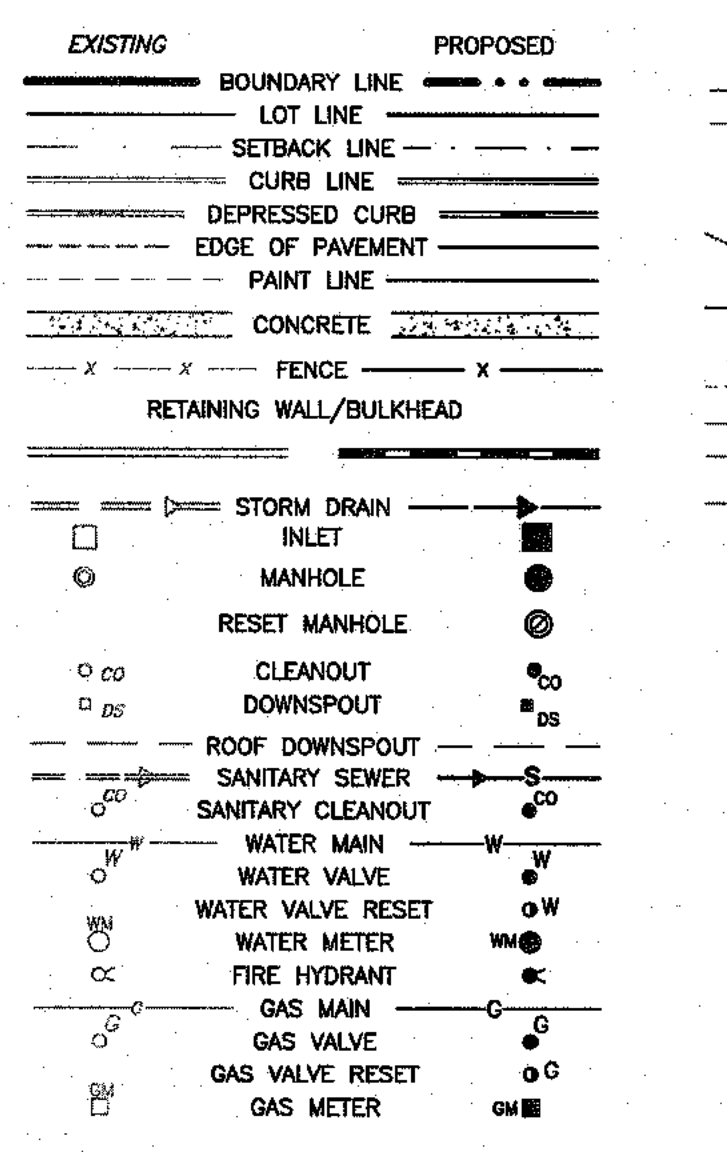 EXISTING PROPOSED
BOUNDARY LINE
LOT LINE
SETBACK LINE
CURB LINE
DEPRESSED CURB
EDGE OF PAVEMENT
PAINT LINE
CONCRETE
X X FENCE X
RETAINING WALL/BULKHEAD
STORM DRAIN
INLET
MANHOLE
RESET MANHOLE
CO CLEANOUT CO
DS DOWNSPOUT DS
ROOF DOWNSPOUT
SANITARY SEWER S
CO SANITARY CLEANOUT CO
W WATER MAIN W
W WATER VALVE W
WATER VALVE RESET W
WM WATER METER WM
FIRE HYDRANT
G GAS MAIN G
G GAS VALVE G
GAS VALVE RESET G
GM GAS METER GM